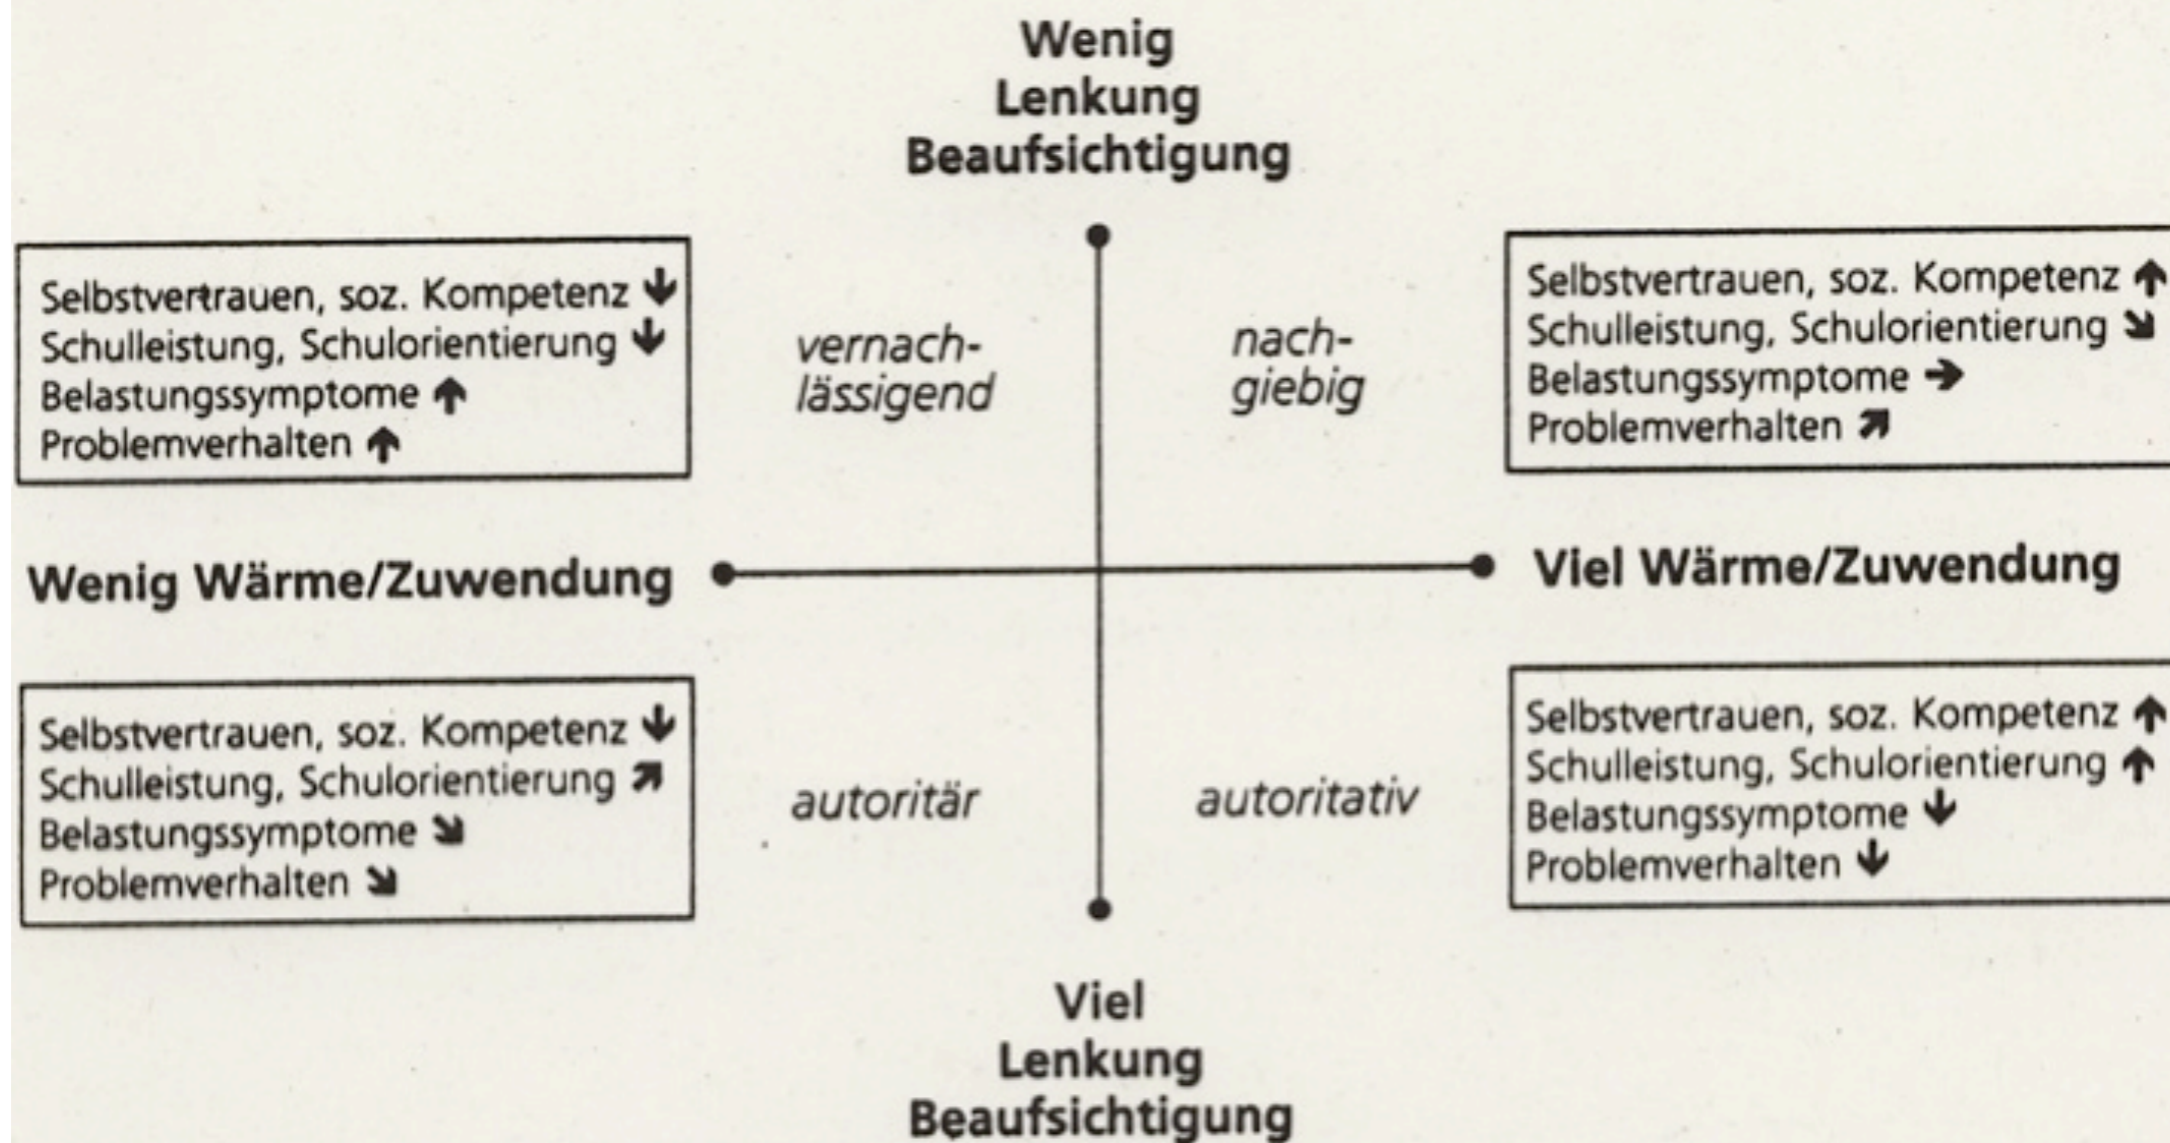 Wenig
Lenkung
Beaufsichtigung
Selbstvertrauen, soz. Kompetenz ↓
Schulleistung, Schulorientierung ↓
Belastungssymptome ↑
Problemverhalten ↑
vernach-
lässigend
nach-
giebig
Selbstvertrauen, soz. Kompetenz ↑
Schulleistung, Schulorientierung ↘
Belastungssymptome →
Problemverhalten ↗
Wenig Wärme/Zuwendung
Viel Wärme/Zuwendung
Selbstvertrauen, soz. Kompetenz ↓
Schulleistung, Schulorientierung ↗
Belastungssymptome ↘
Problemverhalten ↘
autoritär
autoritativ
Selbstvertrauen, soz. Kompetenz ↑
Schulleistung, Schulorientierung ↑
Belastungssymptome ↓
Problemverhalten ↓
Viel
Lenkung
Beaufsichtigung